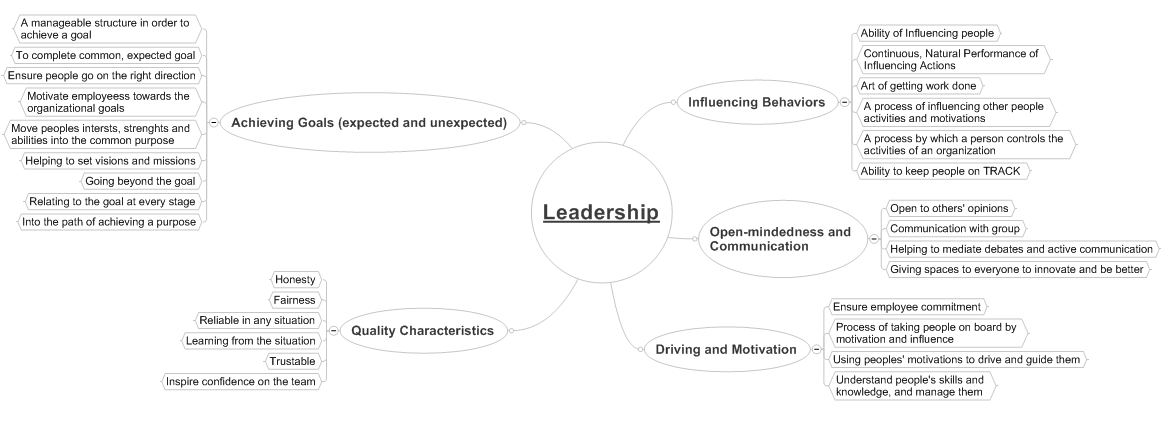 Leadership
Achieving Goals (expected and unexpected)
A manageable structure in order to
achieve a goal
To complete common, expected goal
Ensure people go on the right direction
Motivate employeess towards the
organizational goals
Move peoples intersts, strenghts and
abilities into the common purpose
Helping to set visions and missions
Going beyond the goal
Relating to the goal at every stage
Into the path of achieving a purpose
Quality Characteristics
Honesty
Fairness
Reliable in any situation
Learning from the situation
Trustable
Inspire confidence on the team
Influencing Behaviors
Ability of Influencing people
Continuous, Natural Performance of
Influencing Actions
Art of getting work done
A process of influencing other people
activities and motivations
A process by which a person controls the
activities of an organization
Ability to keep people on TRACK
Open-mindedness and
Communication
Open to others' opinions
Communication with group
Helping to mediate debates and active communication
Giving spaces to everyone to innovate and be better
Driving and Motivation
Ensure employee commitment
Process of taking people on board by
motivation and influence
Using peoples' motivations to drive and guide them
Understand people's skills and
knowledge, and manage them